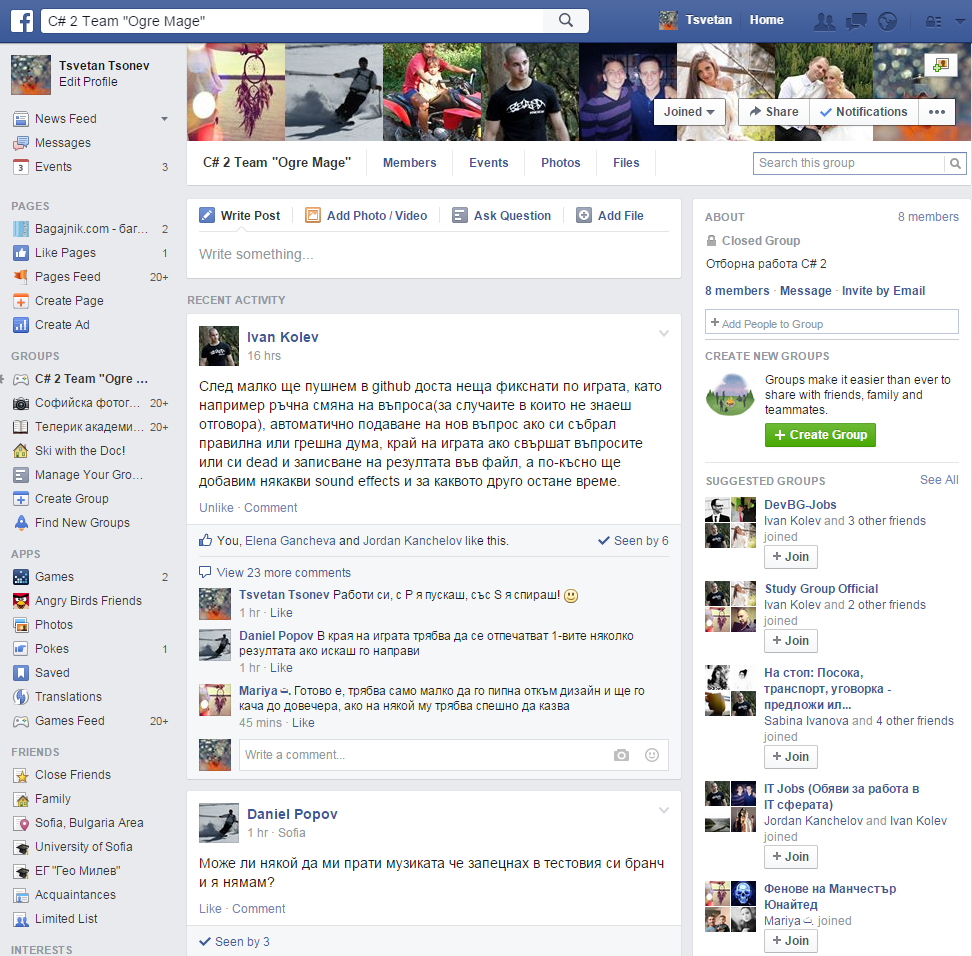 C# 2 Team "Ogre Mage"
Tsvetan
Home
Tsvetan Tsonev
Edit Profile
News Feed
Messages
Events 3
PAGES
Bagajnik.com - баг... 2
Like Pages 1
Pages Feed 20+
Create Page
Create Ad
GROUPS
C# 2 Team "Ogre ...
Софийска фотог... 20+
Телерик академи... 20+
Ski with the Doc!
Manage Your Gro...
Create Group
Find New Groups
APPS
Games 2
Angry Birds Friends
Photos
Pokes 1
Saved
Translations
Games Feed 20+
FRIENDS
Close Friends
Family
Sofia, Bulgaria Area
University of Sofia
ЕГ "Гео Милев"
Acquaintances
Limited List
INTERESTS
Joined
Share
Notifications
C# 2 Team "Ogre Mage"
Members
Events
Photos
Files
Search this group
Write Post
Add Photo / Video
Ask Question
Add File
Write something...
RECENT ACTIVITY
Ivan Kolev
16 hrs
След малко ще пушнем в github доста неща фикснати по играта, като
например ръчна смяна на въпроса(за случаите в които не знаеш
отговора), автоматично подаване на нов въпрос ако си събрал
правилна или грешна дума, край на играта ако свършат въпросите
или си dead и записване на резултата във файл, а по-късно ще
добавим някакви sound effects и за каквото друго остане време.
Unlike · Comment
You, Elena Gancheva and Jordan Kanchelov like this.
Seen by 6
View 23 more comments
Tsvetan Tsonev Работи си, с P я пускаш, със S я спираш!
1 hr · Like
Daniel Popov В края на играта трябва да се отпечатват 1-вите няколко
резултата ако искаш го направи
1 hr · Like
Mariya ت. Готово е, трябва само малко да го пипна откъм дизайн и ще го
кача до довечера, ако на някой му трябва спешно да казва
45 mins · Like
Write a comment...
Daniel Popov
1 hr · Sofia
Може ли някой да ми прати музиката че запецнах в тестовия си бранч
и я нямам?
Like · Comment
Seen by 3
ABOUT
8 members
Closed Group
Отборна работа C# 2
8 members · Message · Invite by Email
Add People to Group
CREATE NEW GROUPS
Groups make it easier than ever to
share with friends, family and
teammates.
Create Group
SUGGESTED GROUPS
See All
DevBG-Jobs
Ivan Kolev and 3 other friends
joined
Join
Study Group Official
Ivan Kolev and 2 other friends
joined
Join
На стоп: Посока,
транспорт, уговорка -
предложи ил...
Sabina Ivanova and 4 other friends
joined
Join
IT Jobs (Обяви за работа в
IT сферата)
Jordan Kanchelov and Ivan Kolev
joined
Join
Фенове на Манчестър
Юнайтед
Mariya ت. joined
Join